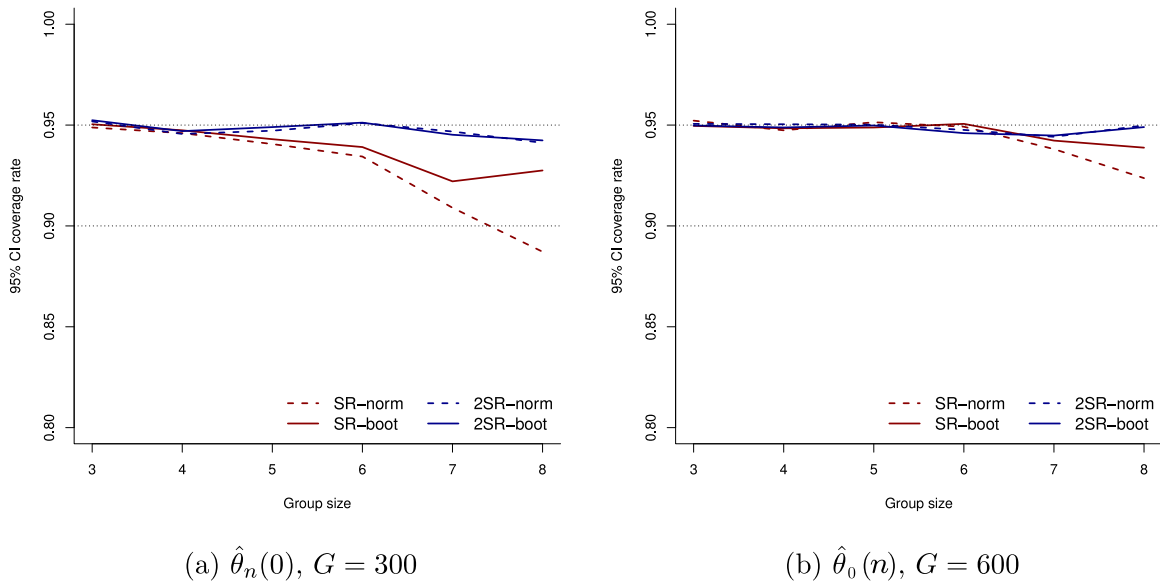 1.00
0.95
0.90
0.85
0.80
95% CI coverage rate
SR−norm
SR−boot
2SR−norm
2SR−boot
3 4 5 6 7 8
Group size
(a) θ̂ₙ(0), G = 300
1.00
0.95
0.90
0.85
0.80
95% CI coverage rate
SR−norm
SR−boot
2SR−norm
2SR−boot
3 4 5 6 7 8
Group size
(b) θ̂₀(n), G = 600